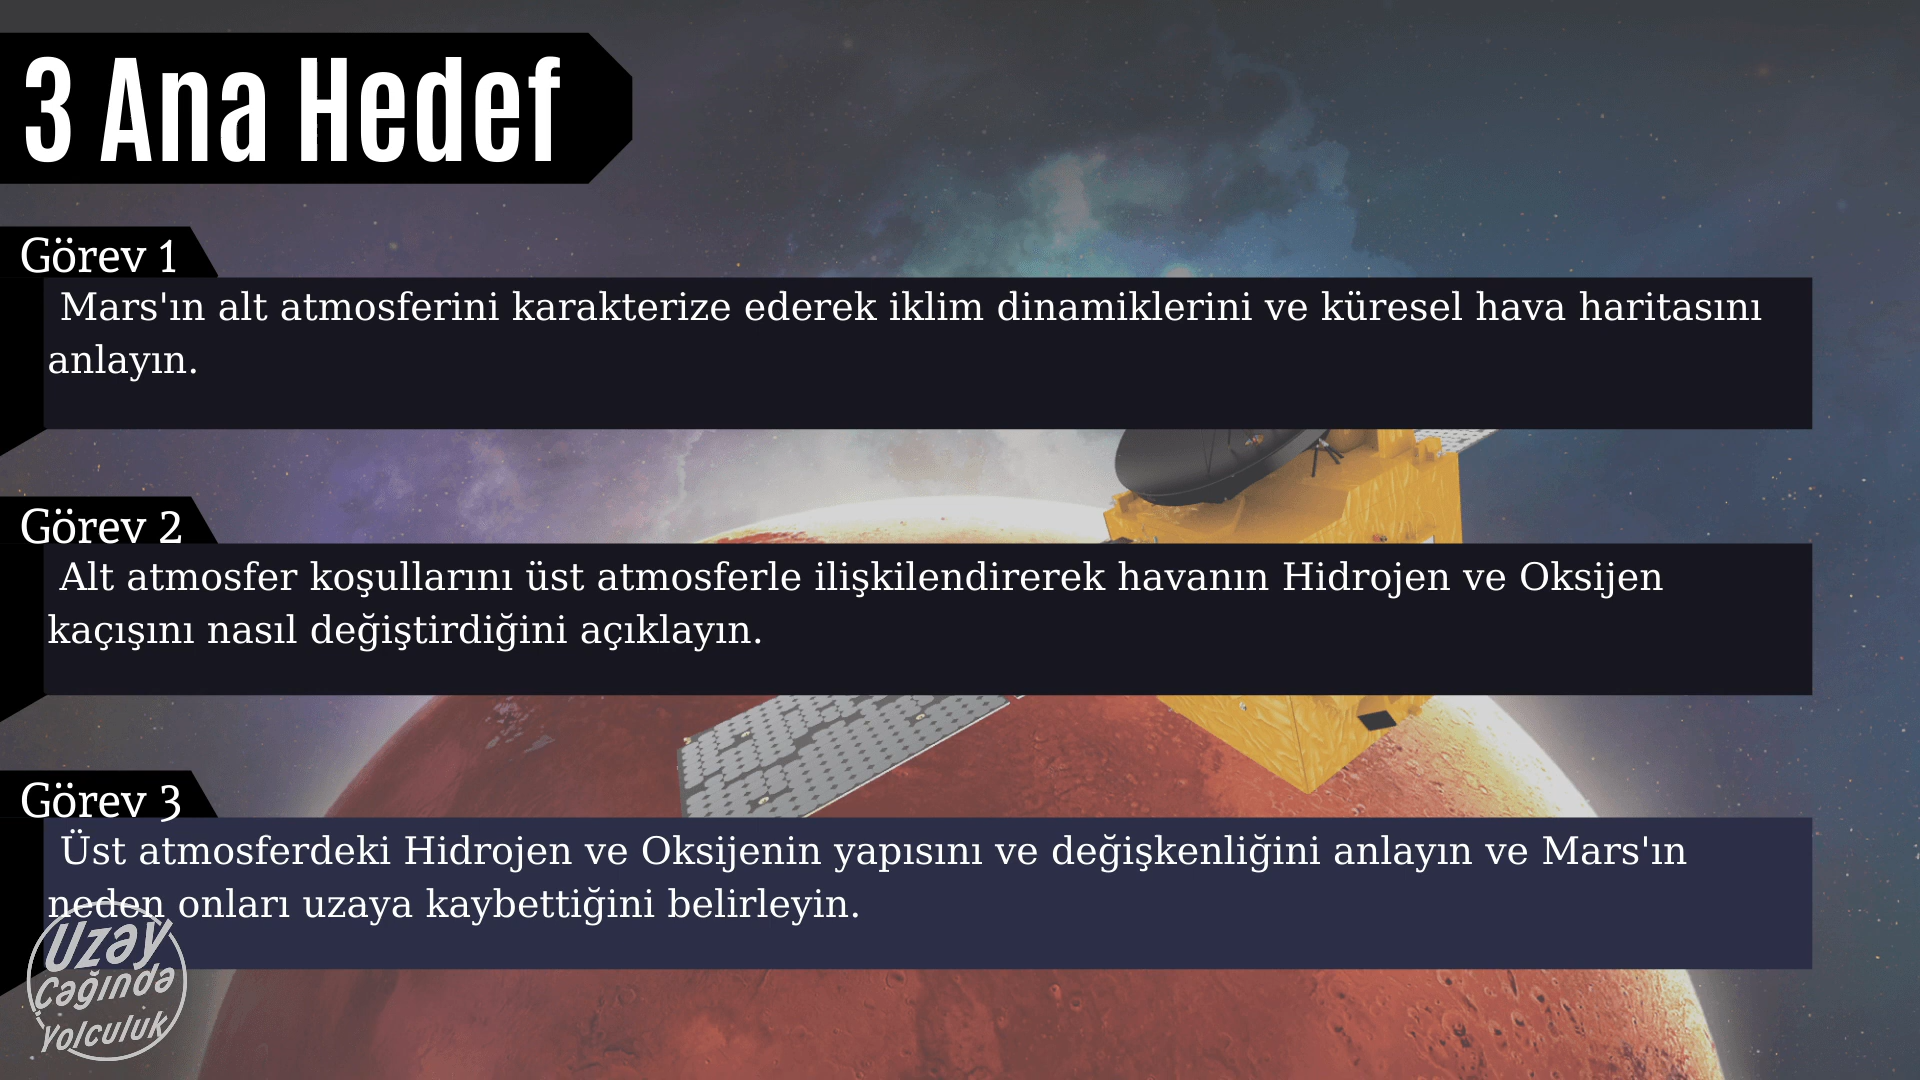 3 Ana Hedef
Görev 1
Mars'ın alt atmosferini karakterize ederek iklim dinamiklerini ve küresel hava haritasını
anlayın.
Görev 2
Alt atmosfer koşullarını üst atmosferle ilişkilendirerek havanın Hidrojen ve Oksijen
kaçışını nasıl değiştirdiğini açıklayın.
Görev 3
Üst atmosferdeki Hidrojen ve Oksijenin yapısını ve değişkenliğini anlayın ve Mars'ın
neden onları uzaya kaybettiğini belirleyin.
Uzay
Çağında
Yolculuk